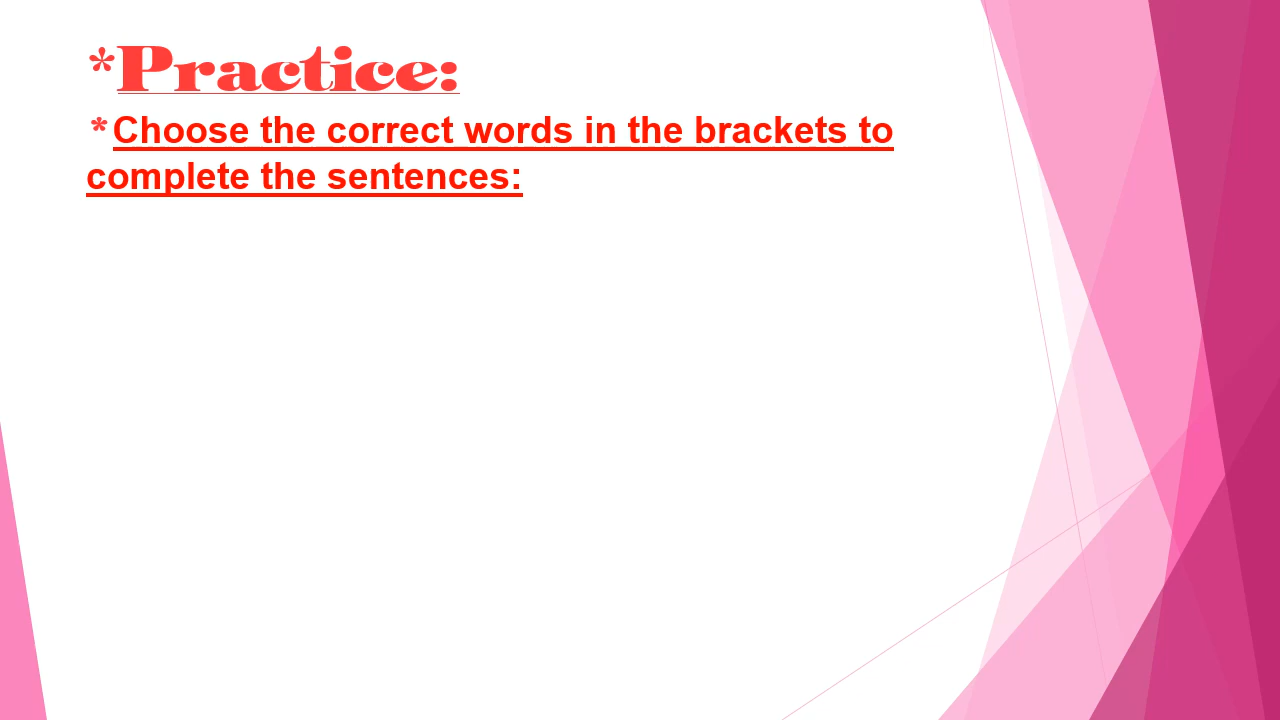 *Practice:
*Choose the correct words in the brackets to
complete the sentences: